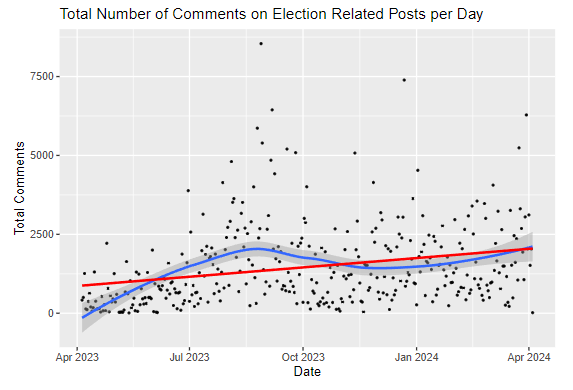 Total Number of Comments on Election Related Posts per Day
Total Comments
7500
5000
2500
0
Apr 2023
Jul 2023
Oct 2023
Jan 2024
Apr 2024
Date